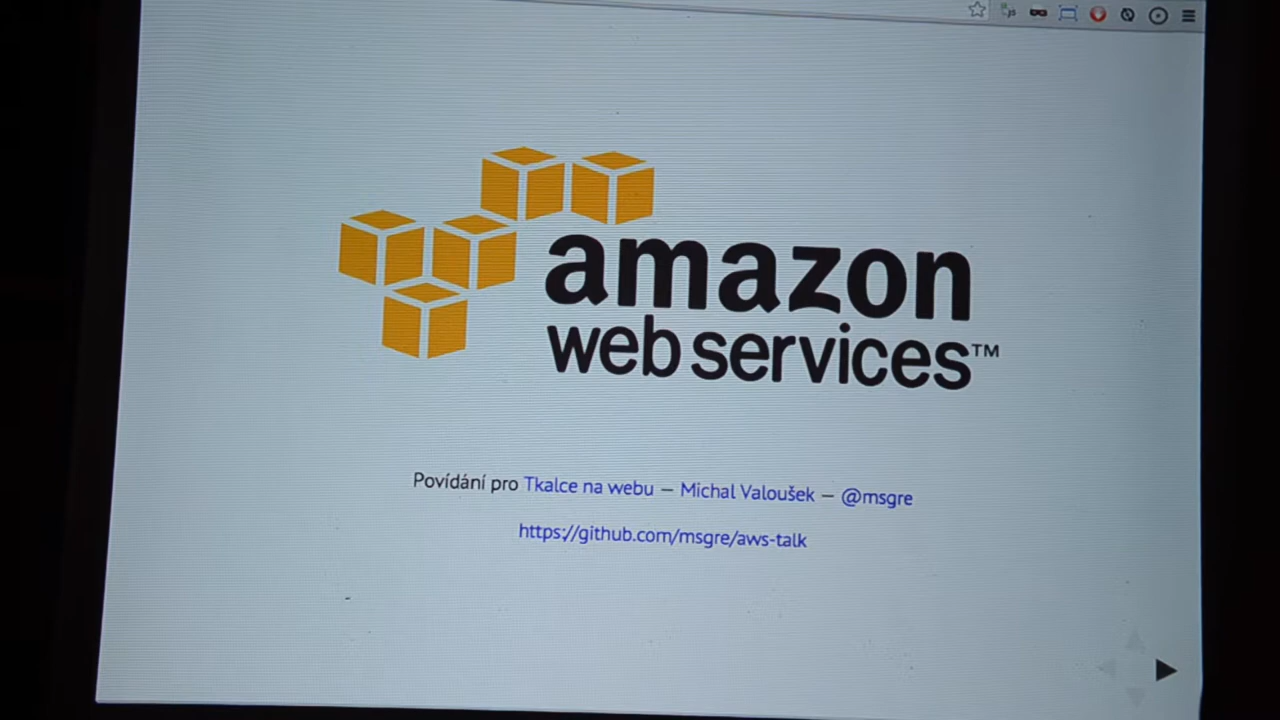 amazon
web services™
Povídání pro Tkalce na webu — Michal Valoušek — @msgre
https://github.com/msgre/aws-talk